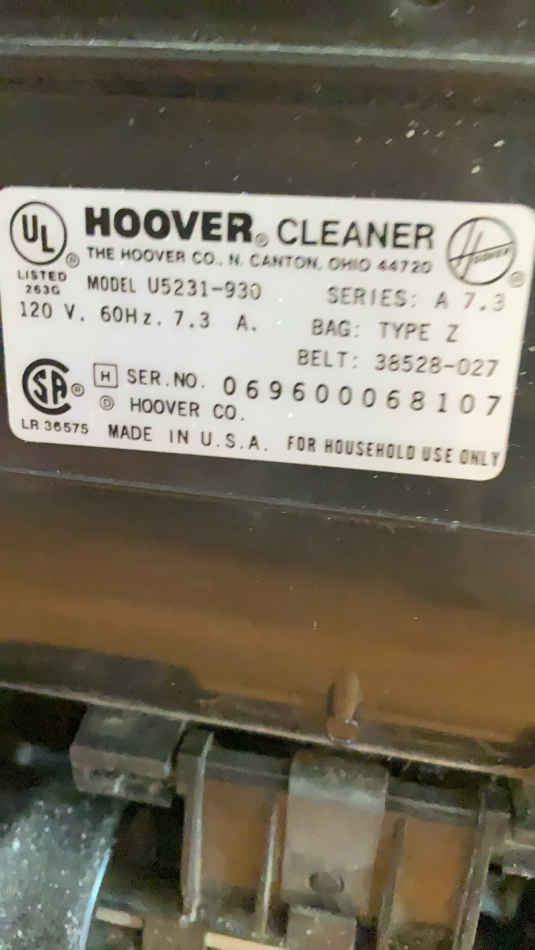 UL ® HOOVER® CLEANER Hoover ®
THE HOOVER CO., N. CANTON, OHIO 44720
LISTED
263G
MODEL U5231-930
SERIES: A 7.3
120 V. 60Hz. 7.3 A.
BAG: TYPE Z
BELT: 38528-027
SA ® H SER.NO. 069600068107
LR 36575
© HOOVER CO.
MADE IN U.S.A. FOR HOUSEHOLD USE ONLY